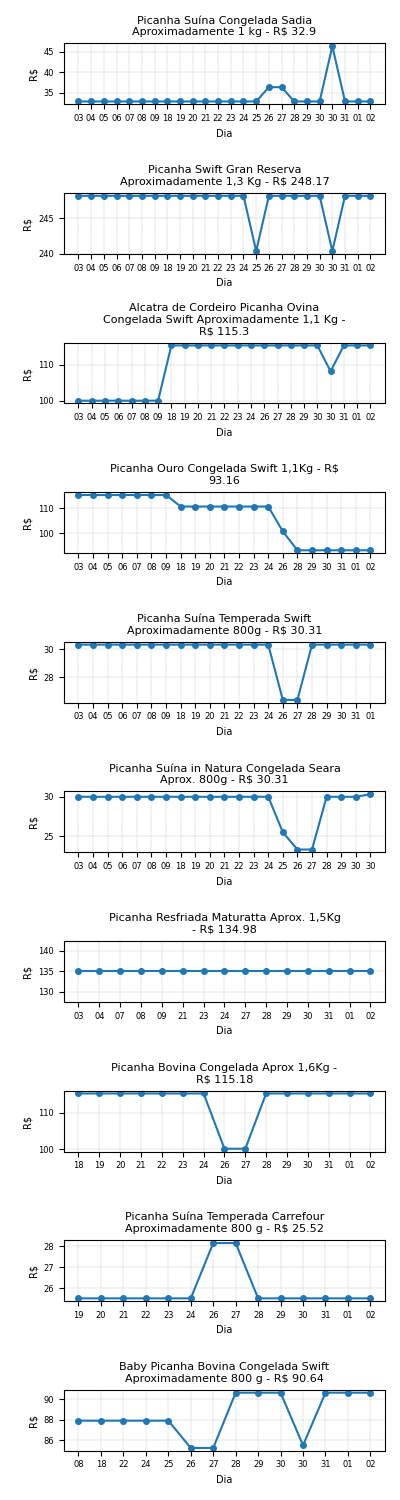 Picanha Suína Congelada Sadia
Aproximadamente 1 kg - R$ 32.9
45
40
35
R$
03 04 05 06 07 08 09 18 19 20 21 22 23 24 25 26 27 28 29 30 30 31 01 02
Dia
Picanha Swift Gran Reserva
Aproximadamente 1,3 Kg - R$ 248.17
245
240
R$
03 04 05 06 07 08 09 18 19 20 21 22 23 24 25 26 27 28 29 30 30 31 01 02
Dia
Alcatra de Cordeiro Picanha Ovina
Congelada Swift Aproximadamente 1,1 Kg -
R$ 115.3
110
100
R$
03 04 05 06 07 08 09 18 19 20 21 22 23 24 26 27 28 29 30 30 31 01 02
Dia
Picanha Ouro Congelada Swift 1,1Kg - R$
93.16
110
100
R$
03 04 05 06 07 08 09 18 19 20 21 22 23 24 26 28 29 30 31 01 02
Dia
Picanha Suína Temperada Swift
Aproximadamente 800g - R$ 30.31
30
28
R$
03 04 05 06 07 08 09 18 19 20 21 22 23 24 26 27 28 29 30 31 01
Dia
Picanha Suína in Natura Congelada Seara
Aprox. 800g - R$ 30.31
30
25
R$
03 04 05 06 07 08 09 18 19 20 21 22 23 24 25 26 27 28 29 30 30
Dia
Picanha Resfriada Maturatta Aprox. 1,5Kg
- R$ 134.98
140
135
130
R$
03 04 07 08 09 21 23 24 27 28 29 30 31 01 02
Dia
Picanha Bovina Congelada Aprox 1,6Kg -
R$ 115.18
110
100
R$
18 19 20 21 22 23 24 26 27 28 29 30 31 01 02
Dia
Picanha Suína Temperada Carrefour
Aproximadamente 800 g - R$ 25.52
28
27
26
R$
19 20 21 22 23 24 26 27 28 29 30 31 01 02
Dia
Baby Picanha Bovina Congelada Swift
Aproximadamente 800 g - R$ 90.64
90
88
86
R$
08 18 22 24 25 26 27 28 29 30 30 31 01 02
Dia